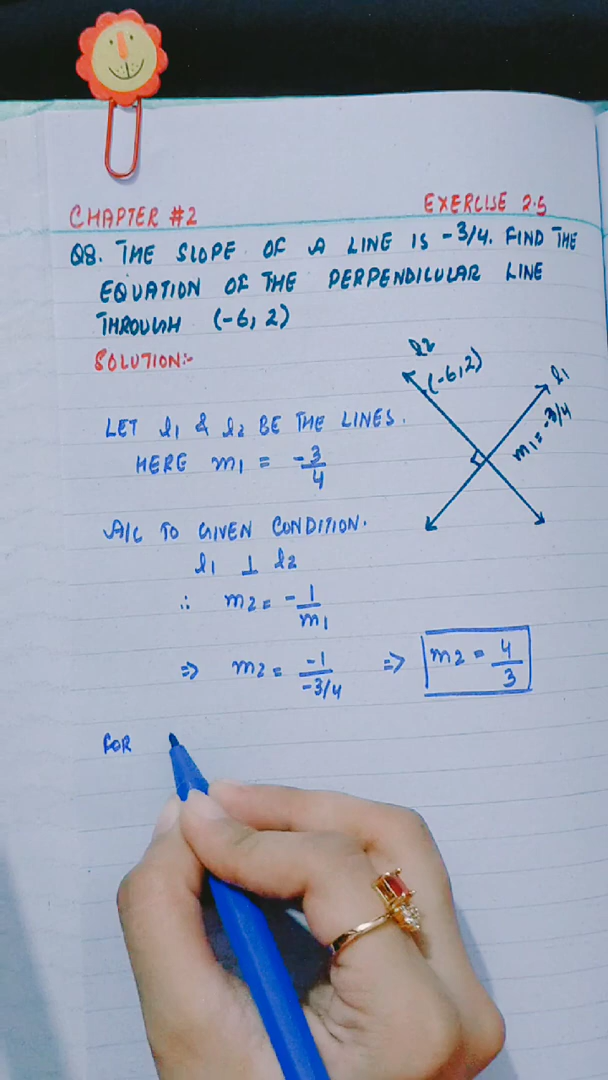 CHAPTER #2 EXERCISE 2.5
Q8. THE SLOPE OF A LINE IS -3/4. FIND THE
EQUATION OF THE PERPENDICULAR LINE
THROUGH (-6, 2)
SOLUTION:-
l2
(-6,2)
l1
m1=-3/4
LET l1 & l2 BE THE LINES.
HERE m1 = -3/4
A/C TO GIVEN CONDITION.
l1 ⊥ l2
∴ m2 = -1/m1
=> m2 = -1/-3/4 => m2 = 4/3
FOR